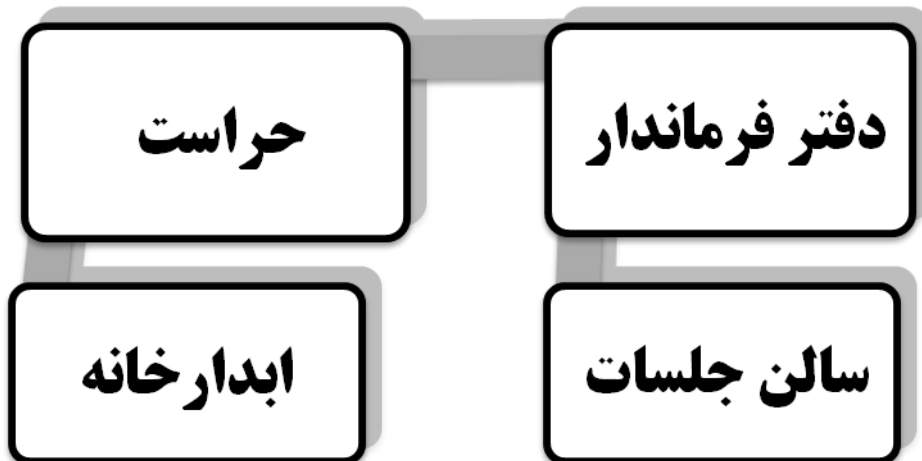 دفتر فرماندار
حراست
سالن جلسات
ابدارخانه